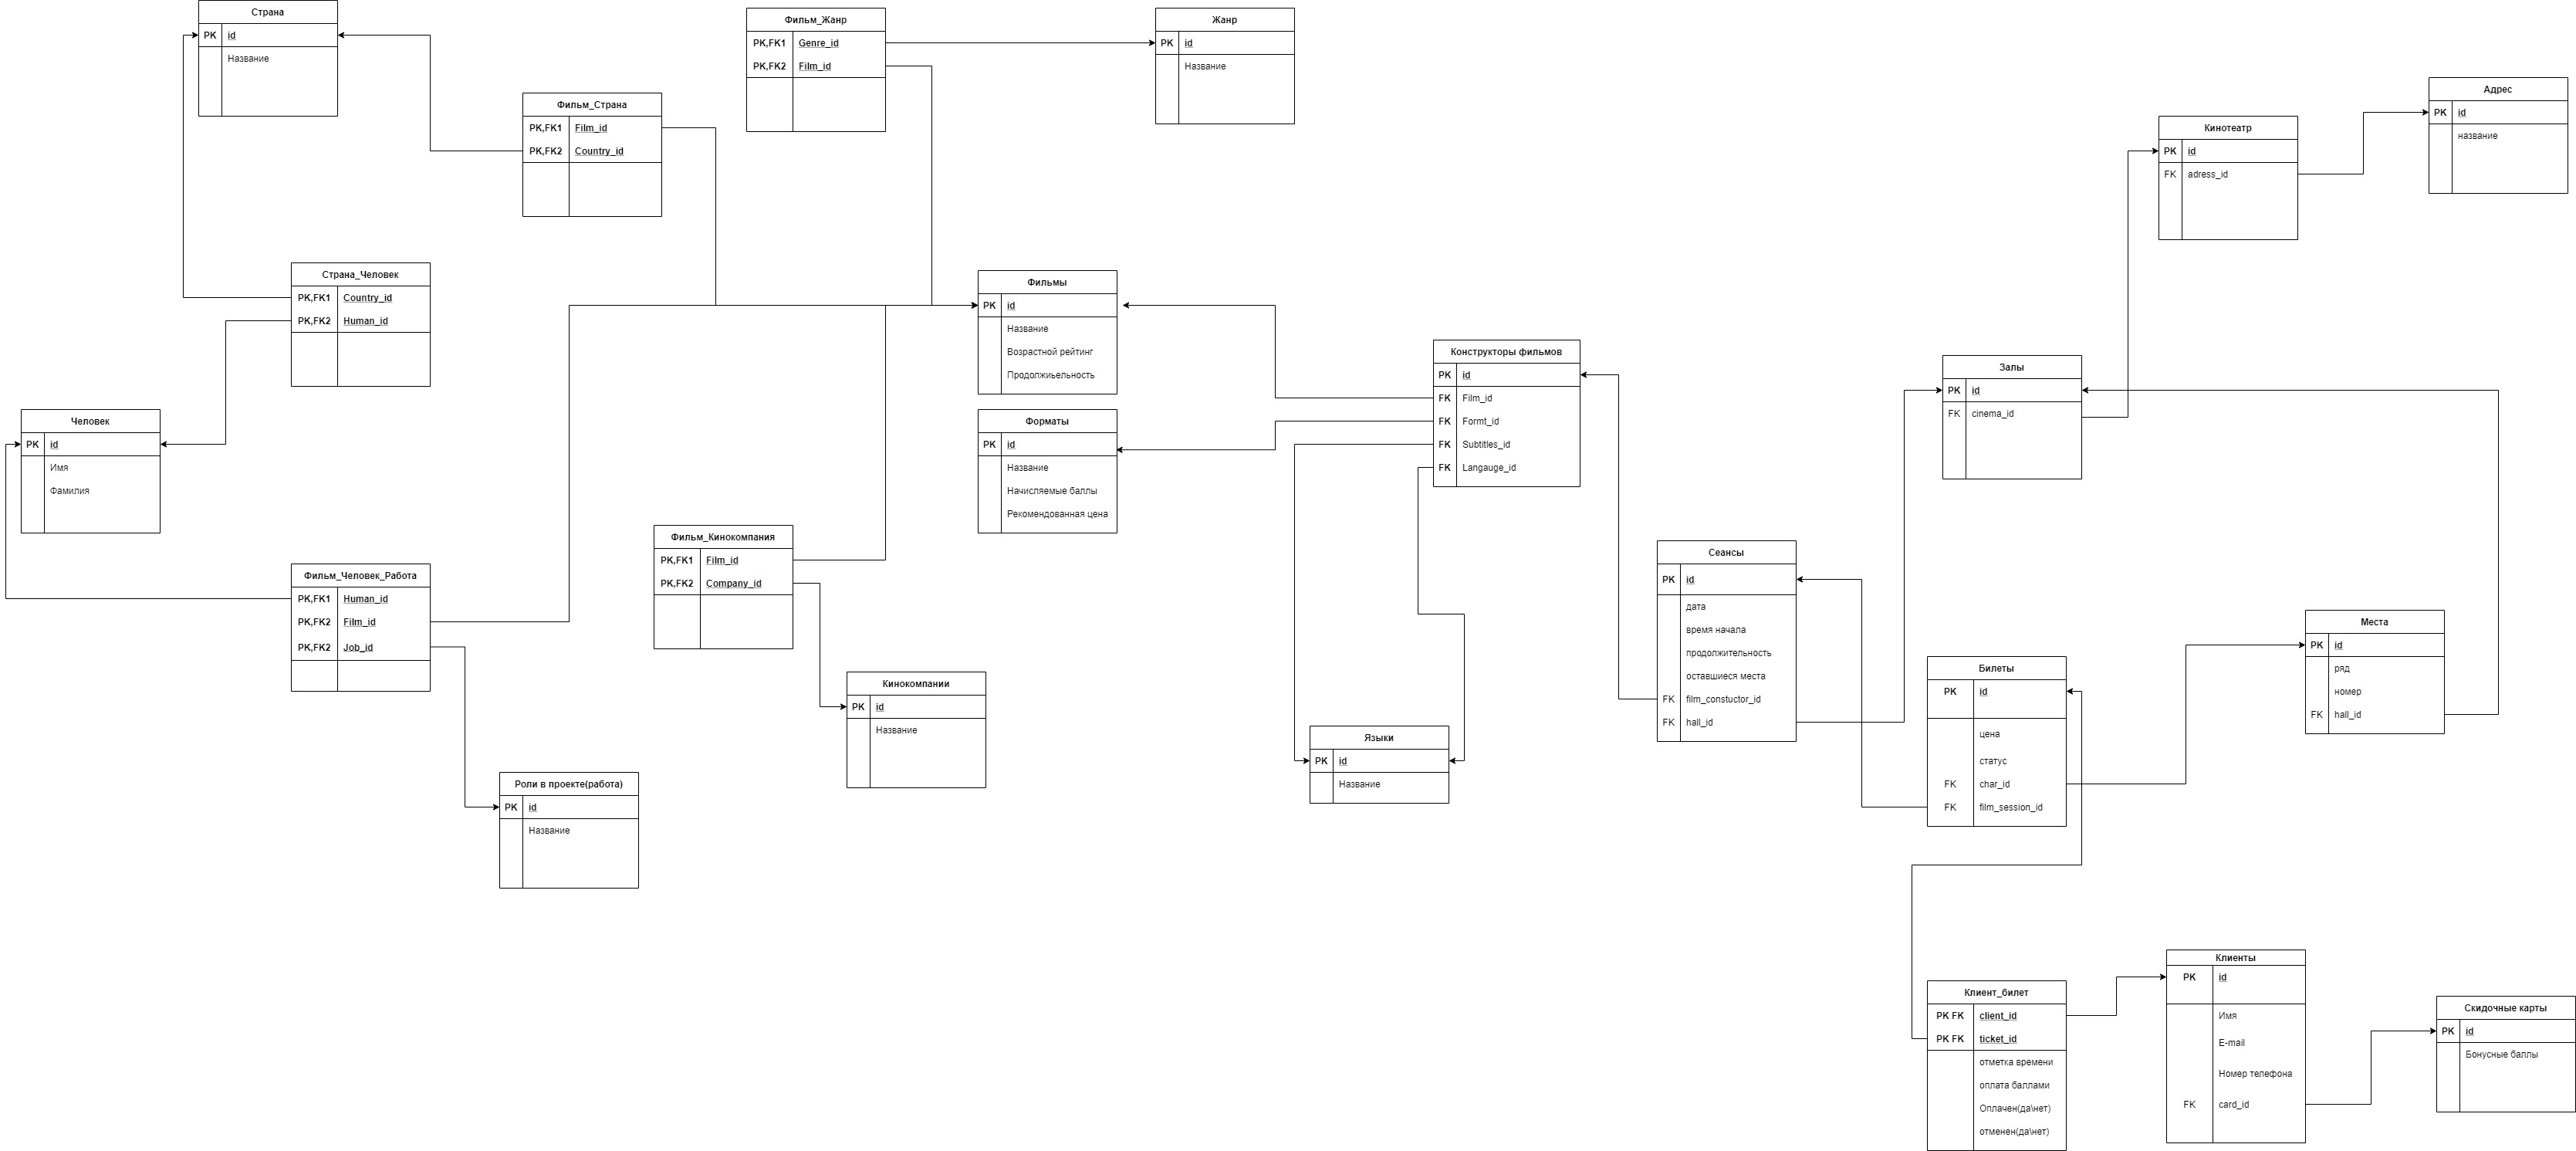 Страна
PK id
Название
Фильм_Жанр
PK,FK1 Genre_id
PK,FK2 Film_id
Жанр
PK id
Название
Фильм_Страна
PK,FK1 Film_id
PK,FK2 Country_id
Адрес
PK id
название
Кинотеатр
PK id
FK adress_id
Страна_Человек
PK,FK1 Country_id
PK,FK2 Human_id
Фильмы
PK id
Название
Возрастной рейтинг
Продолжиьельность
Конструкторы фильмов
PK id
FK Film_id
FK Formt_id
FK Subtitles_id
FK Langauge_id
Залы
PK id
FK cinema_id
Человек
PK id
Имя
Фамилия
Форматы
PK id
Название
Начисляемые баллы
Рекомендованная цена
Фильм_Кинокомпания
PK,FK1 Film_id
PK,FK2 Company_id
Сеансы
PK id
дата
время начала
продолжительность
оставшиеся места
FK film_constuctor_id
FK hall_id
Фильм_Человек_Работа
PK,FK1 Human_id
PK,FK2 Film_id
PK,FK2 Job_id
Места
PK id
ряд
номер
FK hall_id
Билеты
PK id
цена
статус
FK char_id
FK film_session_id
Кинокомпании
PK id
Название
Языки
PK id
Название
Роли в проекте(работа)
PK id
Название
Клиенты
PK id
Имя
E-mail
Номер телефона
FK card_id
Клиент_билет
PK FK client_id
PK FK ticket_id
отметка времени
оплата баллами
Оплачен(да\нет)
отменен(да\нет)
Скидочные карты
PK id
Бонусные баллы